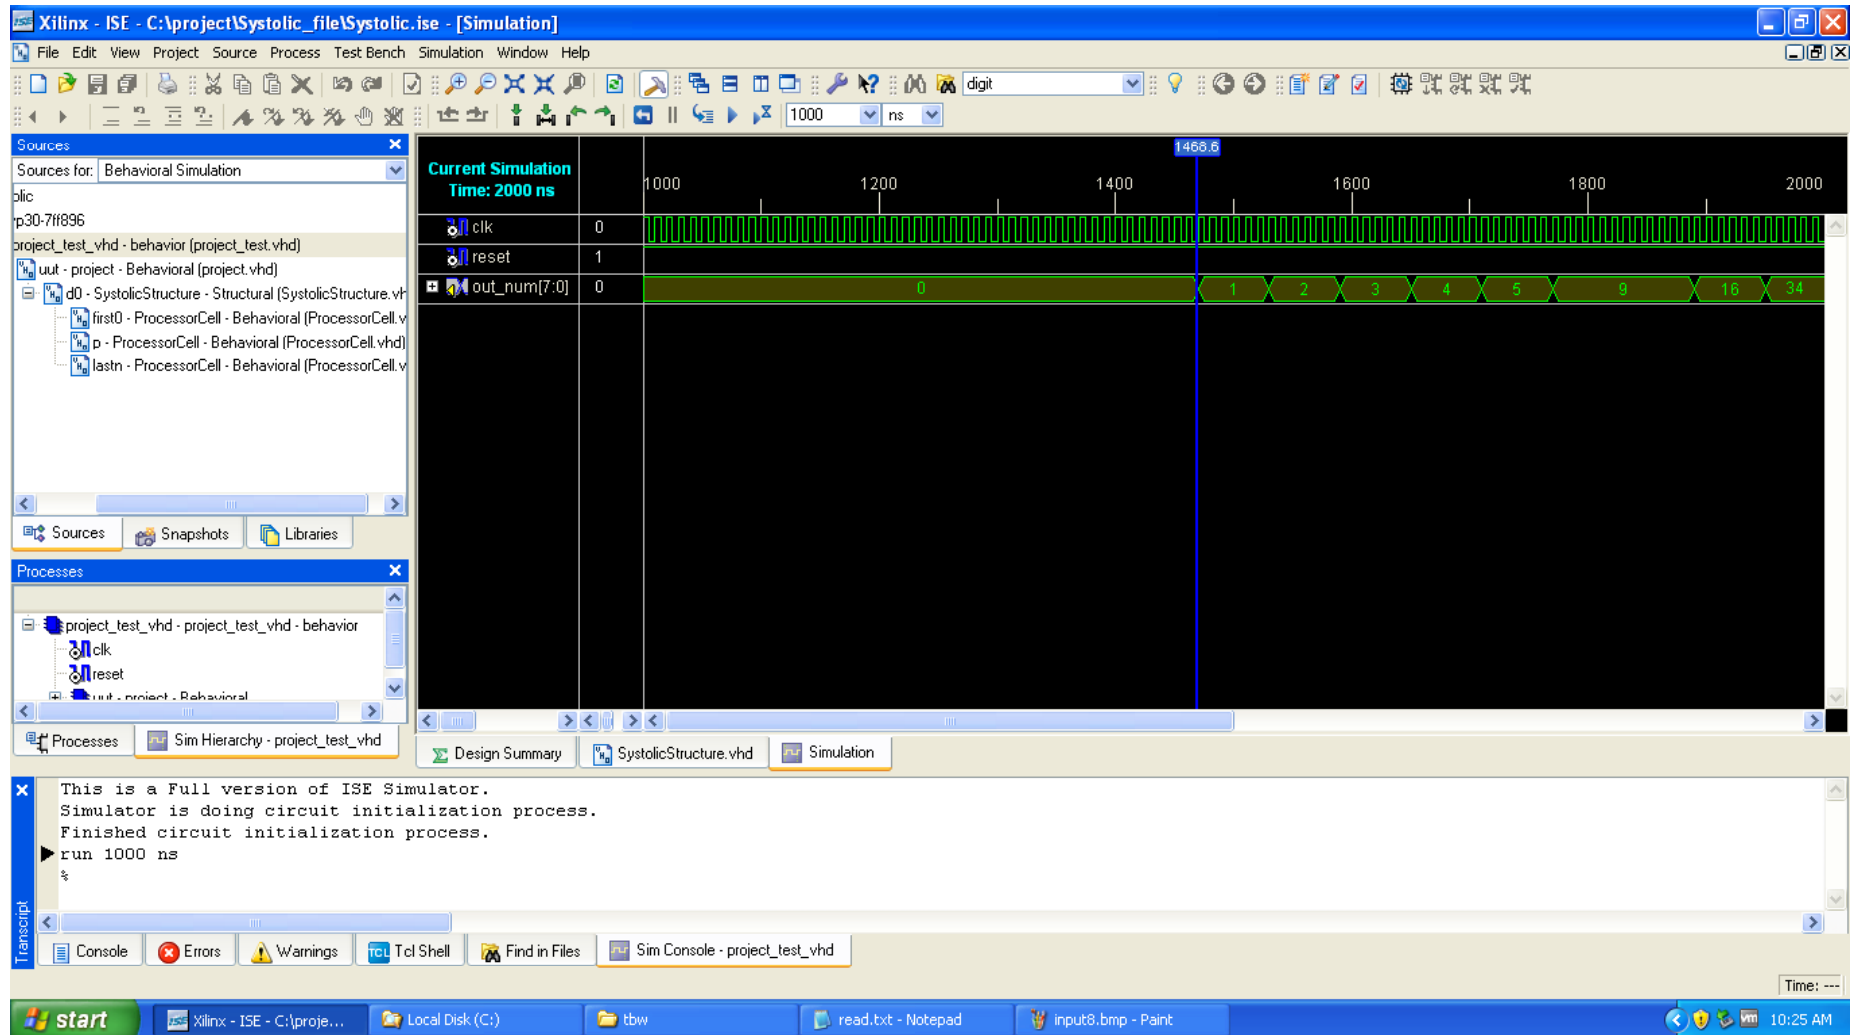 Xilinx - ISE - C:\project\Systolic_file\Systolic.ise - [Simulation]
File Edit View Project Source Process Test Bench Simulation Window Help
digit
1000 ns
Sources
Sources for: Behavioral Simulation
olic
rp30-7ff896
project_test_vhd - behavior (project_test.vhd)
uut - project - Behavioral (project.vhd)
d0 - SystolicStructure - Structural (SystolicStructure.vh
first0 - ProcessorCell - Behavioral (ProcessorCell.v
p - ProcessorCell - Behavioral (ProcessorCell.vhd)
lastn - ProcessorCell - Behavioral (ProcessorCell.v
Sources Snapshots Libraries
Processes
project_test_vhd - project_test_vhd - behavior
clk
reset
uut - project - Behavioral
Processes Sim Hierarchy - project_test_vhd
1468.6
Current Simulation
Time: 2000 ns
1000 1200 1400 1600 1800 2000
clk 0
reset 1
out_num[7:0] 0 0 1 2 3 4 5 9 16 34
Design Summary SystolicStructure.vhd Simulation
This is a Full version of ISE Simulator.
Simulator is doing circuit initialization process.
Finished circuit initialization process.
run 1000 ns
%
Transcript
Console Errors Warnings Tcl Shell Find in Files Sim Console - project_test_vhd
Time: ---
start Xilinx - ISE - C:\proje... Local Disk (C:) tbw read.txt - Notepad input8.bmp - Paint 10:25 AM